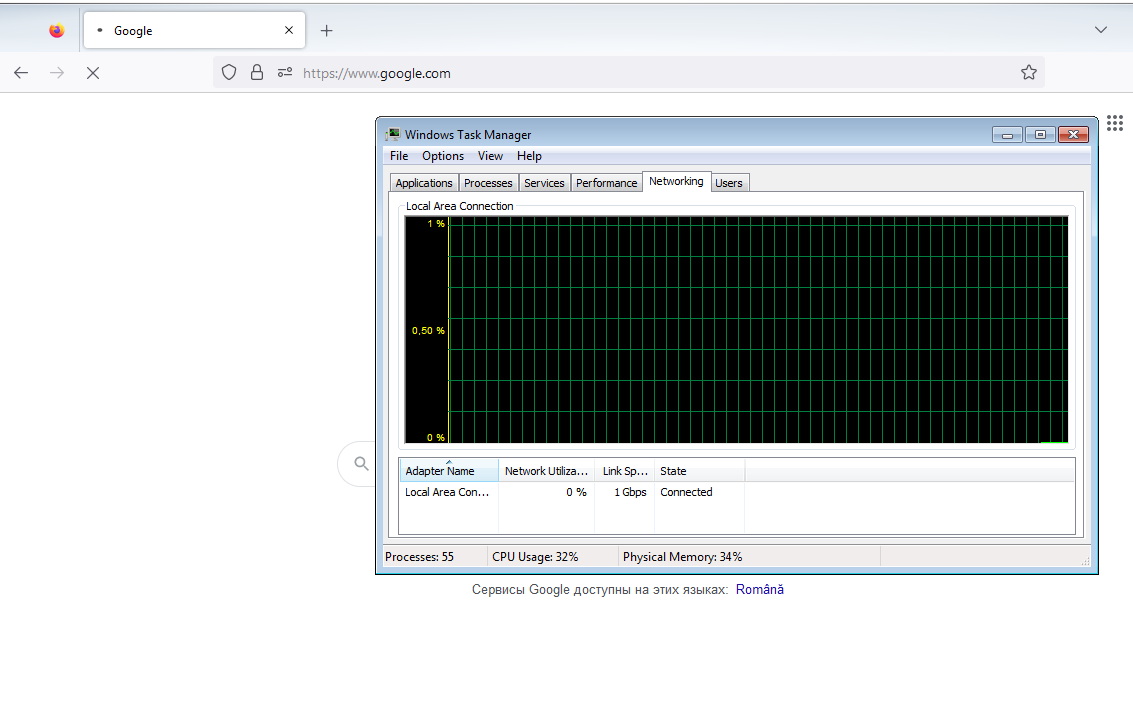 Google
https://www.google.com
Windows Task Manager
File Options View Help
Applications Processes Services Performance Networking Users
Local Area Connection
1 %
0,50 %
0 %
Adapter Name Network Utiliza... Link Sp... State
Local Area Con... 0 % 1 Gbps Connected
Processes: 55 CPU Usage: 32% Physical Memory: 34%
Сервисы Google доступны на этих языках: Română